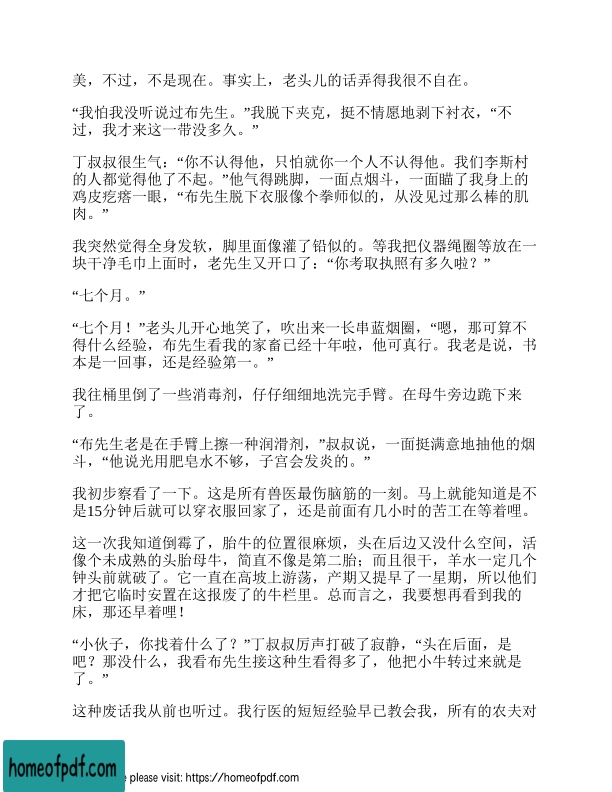 美，不过，不是现在。事实上，老头儿的话弄得我很不自在。
“我怕我没听说过布先生。”我脱下夹克，挺不情愿地剥下衬衣，“不
过，我才来这一带没多久。”
丁叔叔很生气：“你不认得他，只怕就你一个人不认得他。我们李斯村
的人都觉得他了不起。”他气得跳脚，一面点烟斗，一面瞄了我身上的
鸡皮疙瘩一眼，“布先生脱下衣服像个拳师似的，从没见过那么棒的肌
肉。”
我突然觉得全身发软，脚里面像灌了铅似的。等我把仪器绳圈等放在一
块干净毛巾上面时，老先生又开口了：“你考取执照有多久啦？”
“七个月。”
“七个月！”老头儿开心地笑了，吹出来一长串蓝烟圈，“嗯，那可算不
得什么经验，布先生看我的家畜已经十年啦，他可真行。我老是说，书
本是一回事，还是经验第一。”
我往桶里倒了一些消毒剂，仔仔细细地洗完手臂。在母牛旁边跪下来
了。
“布先生老是在手臂上擦一种润滑剂，”叔叔说，一面挺满意地抽他的烟
斗，“他说光用肥皂水不够，子宫会发炎的。”
我初步察看了一下。这是所有兽医最伤脑筋的一刻。马上就能知道是不
是15分钟后就可以穿衣服回家了，还是前面有几小时的苦工在等着哩。
这一次我知道倒霉了，胎牛的位置很麻烦，头在后边又没什么空间，活
像个未成熟的头胎母牛，简直不像是第二胎；而且很干，羊水一定几个
钟头前就破了。它一直在高坡上游荡，产期又提早了一星期，所以他们
才把它临时安置在这报废了的牛栏里。总而言之，我要想再看到我的
床，那还早着哩！
“小伙子，你找着什么了？”丁叔叔厉声打破了寂静，“头在后面，是
吧？那没什么，我看布先生接这种生看得多了，他把小牛转过来就是
了。”
这种废话我从前也听过。我行医的短短经验早已教会我，所有的农夫对
homeofpdf.com
e please visit: https://homeofpdf.com